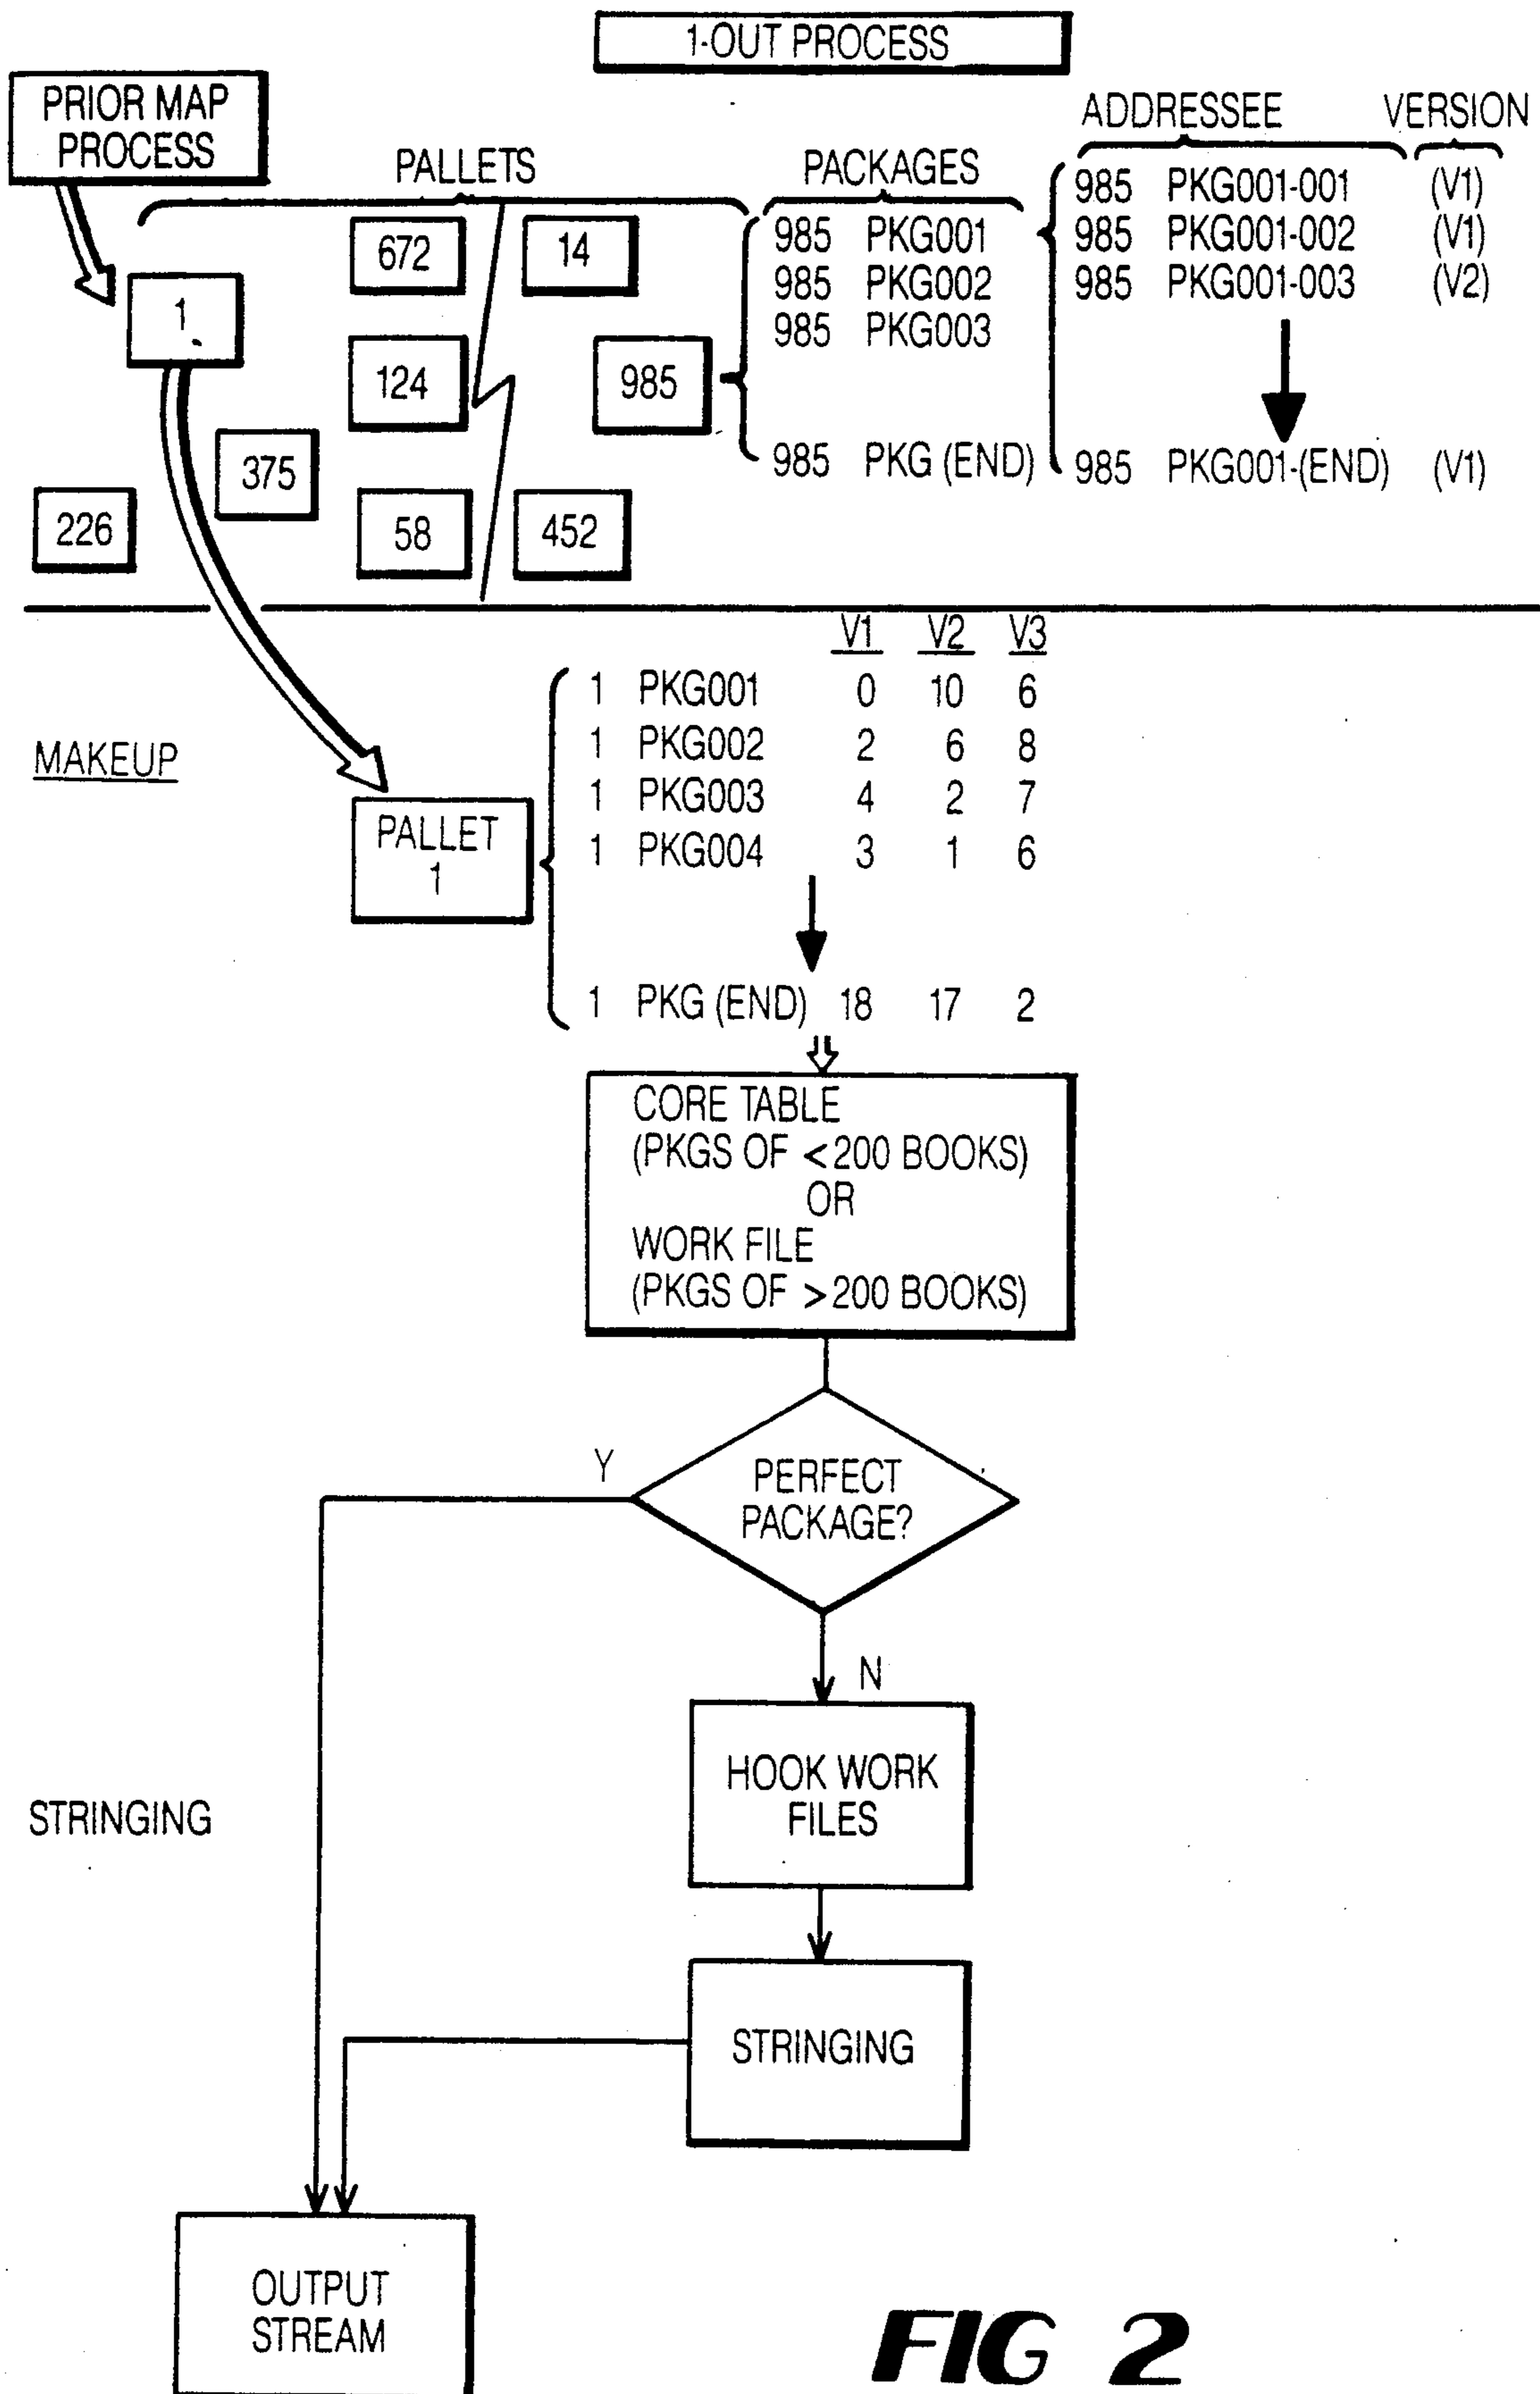 1-OUT PROCESS
PRIOR MAP
PROCESS
PALLETS
PACKAGES
ADDRESSEE
VERSION
985 PKG001-001 (V1)
985 PKG001-002 (V1)
985 PKG001-003 (V2)
985 PKG001-(END) (V1)
985 PKG001
985 PKG002
985 PKG003
985 PKG (END)
672
14
1
124
985
375
226
58
452
MAKEUP
V1 V2 V3
1 PKG001 0 10 6
1 PKG002 2 6 8
1 PKG003 4 2 7
1 PKG004 3 1 6
1 PKG (END) 18 17 2
PALLET
1
CORE TABLE
(PKGS OF <200 BOOKS)
OR
WORK FILE
(PKGS OF >200 BOOKS)
PERFECT
PACKAGE?
Y
N
HOOK WORK
FILES
STRINGING
STRINGING
OUTPUT
STREAM
FIG 2